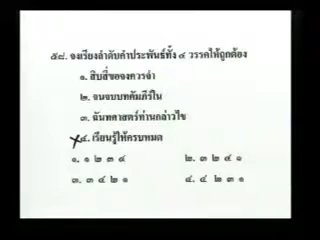 ๕๘. จงเรียงลำดับคำประพันธ์ทั้ง ๔ วรรคให้ถูกต้อง
๑. สิบสี่ของควรจำ
๒. จนจบบทคัมภีร์ใน
๓. ฉันทศาสตร์ท่านกล่าวไข
๔. เรียนรู้ให้ครบหมด
๑. ๑ ๒ ๓ ๔ ๒. ๓ ๒ ๔ ๑
๓. ๓ ๔ ๒ ๑ ๔. ๔ ๒ ๓ ๑